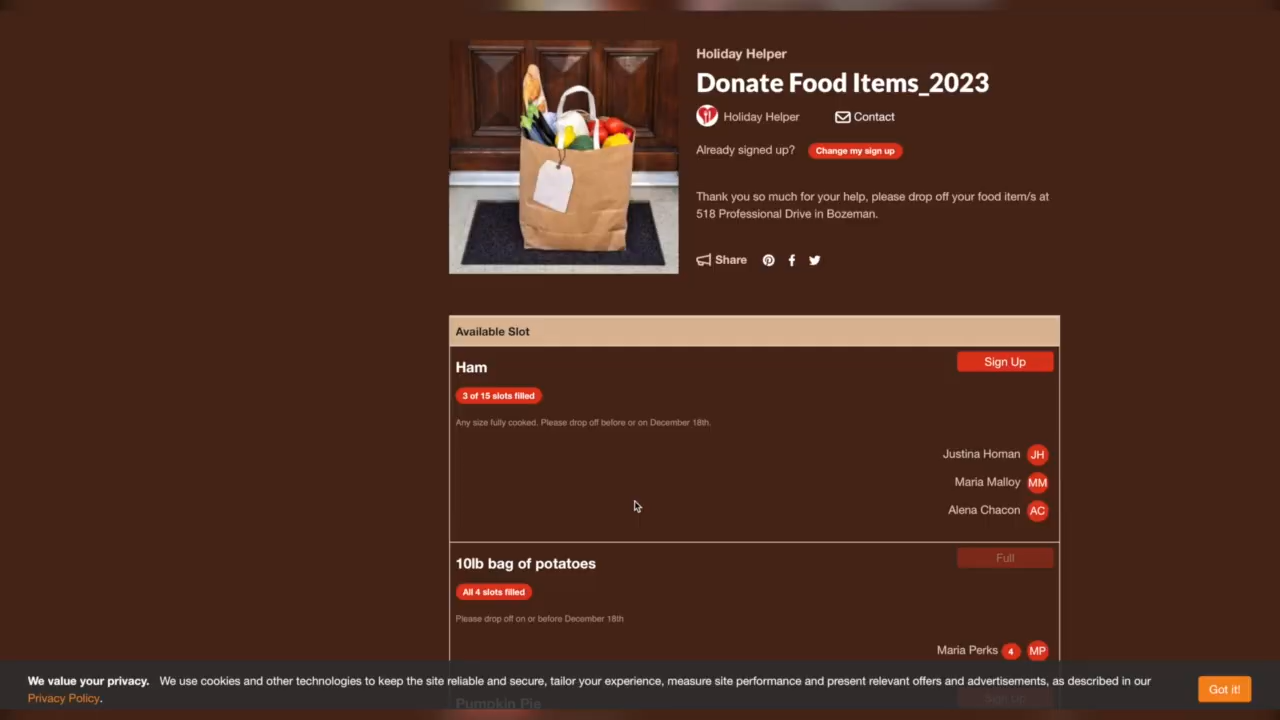 Holiday Helper
Donate Food Items_2023
Holiday Helper Contact
Already signed up? Change my sign up
Thank you so much for your help, please drop off your food item/s at
518 Professional Drive in Bozeman.
Share
Available Slot
Ham Sign Up
3 of 15 slots filled
Any size fully cooked. Please drop off before or on December 18th.
Justina Homan JH
Maria Malloy MM
Alena Chacon AC
10lb bag of potatoes Full
All 4 slots filled
Please drop off on or before December 18th
Maria Perks 4 MP
We value your privacy. We use cookies and other technologies to keep the site reliable and secure, tailor your experience, measure site performance and present relevant offers and advertisements, as described in our
Privacy Policy. Got it!
Pumpkin Pie Sign Up